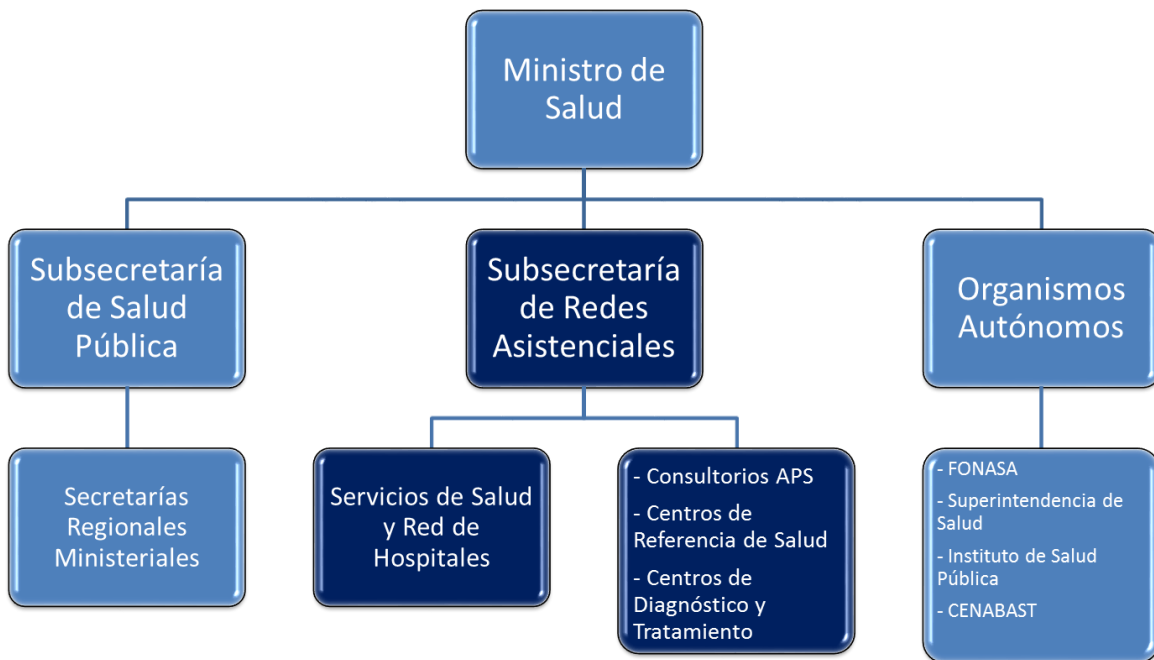 Ministro de
Salud
Subsecretaría
de Salud
Pública
Subsecretaría
de Redes
Asistenciales
Organismos
Autónomos
Secretarías
Regionales
Ministeriales
Servicios de Salud
y Red de
Hospitales
- Consultorios APS
- Centros de
Referencia de Salud
- Centros de
Diagnóstico y
Tratamiento
- FONASA
- Superintendencia de
Salud
- Instituto de Salud
Pública
- CENABAST